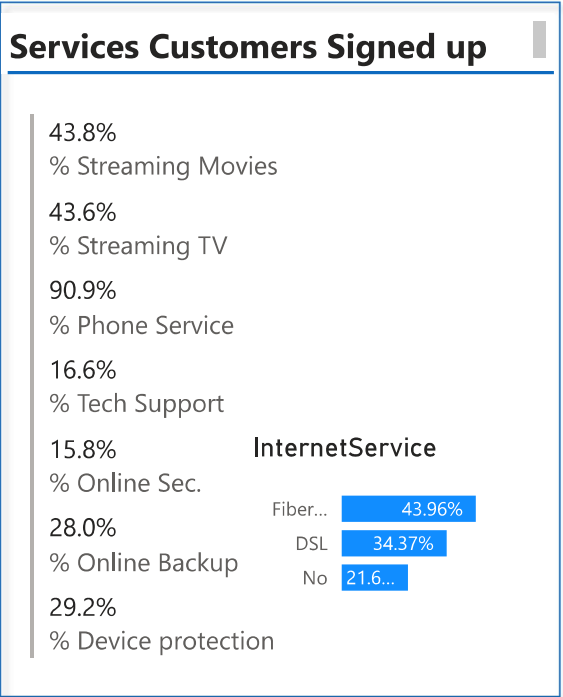 Services Customers Signed up
43.8%
% Streaming Movies
43.6%
% Streaming TV
90.9%
% Phone Service
16.6%
% Tech Support
15.8%
% Online Sec.
28.0%
% Online Backup
29.2%
% Device protection
InternetService
Fiber... 43.96%
DSL 34.37%
No 21.6...